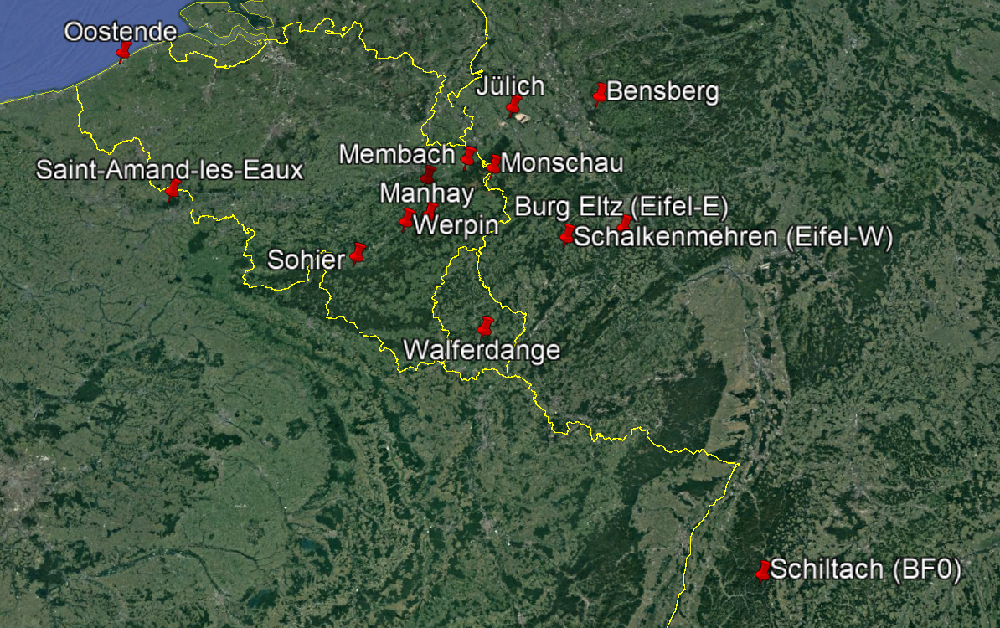 Oostende
Jülich
Bensberg
Membach
Monschau
Saint-Amand-les-Eaux
Manhay
Burg Eltz (Eifel-E)
Werpin
Schalkenmehren (Eifel-W)
Sohier
Walferdange
Schiltach (BF0)